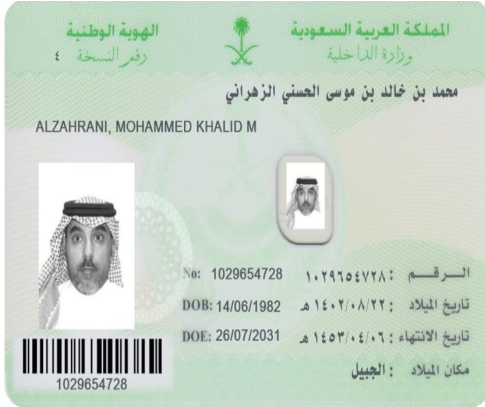 المملكة العربية السعودية
وزارة الداخلية
الهوية الوطنية
رقم النسخة ٤
محمد بن خالد بن موسى الحسني الزهراني
ALZAHRANI, MOHAMMED KHALID M
الرقم : ١٠٢٩٦٥٤٧٢٨ No: 1029654728
تاريخ الميلاد : ١٤٠٢/٠٨/٢٢ هـ DOB: 14/06/1982
تاريخ الانتهاء : ١٤٥٣/٠٤/٠٦ هـ DOE: 26/07/2031
مكان الميلاد : الجبيل
1029654728